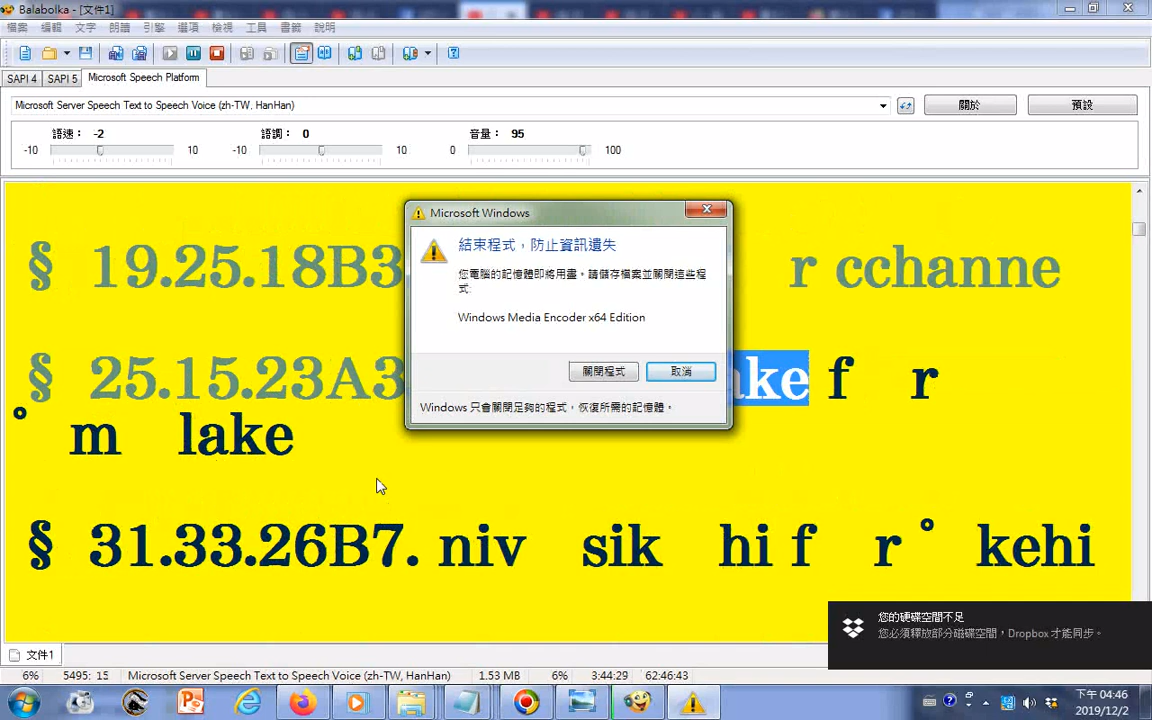 Balabolka - [文件1]
檔案 編輯 文字 朗讀 引擎 選項 檢視 工具 書籤 說明
SAPI 4 SAPI 5 Microsoft Speech Platform
Microsoft Server Speech Text to Speech Voice (zh-TW, HanHan)
關於 預設
語速： -2 語調： 0 音量： 95
-10 10 -10 10 0 100
§ 19.25.18B3 r cchanne
§ 25.15.23A3 ake f r
° m lake
§ 31.33.26B7. niv sik hi f r ° kehi
Microsoft Windows
結束程式，防止資訊遺失
您電腦的記憶體即將用盡。請儲存檔案並關閉這些程
式:
Windows Media Encoder x64 Edition
關閉程式 取消
Windows 只會關閉足夠的程式，恢復所需的記憶體。
您的硬碟空間不足
您必須釋放部分磁碟空間，Dropbox 才能同步。
文件1
6% 5495: 15 Microsoft Server Speech Text to Speech Voice (zh-TW, HanHan) 1.53 MB 6% 3:44:29 62:46:43
下午 04:46
2019/12/2